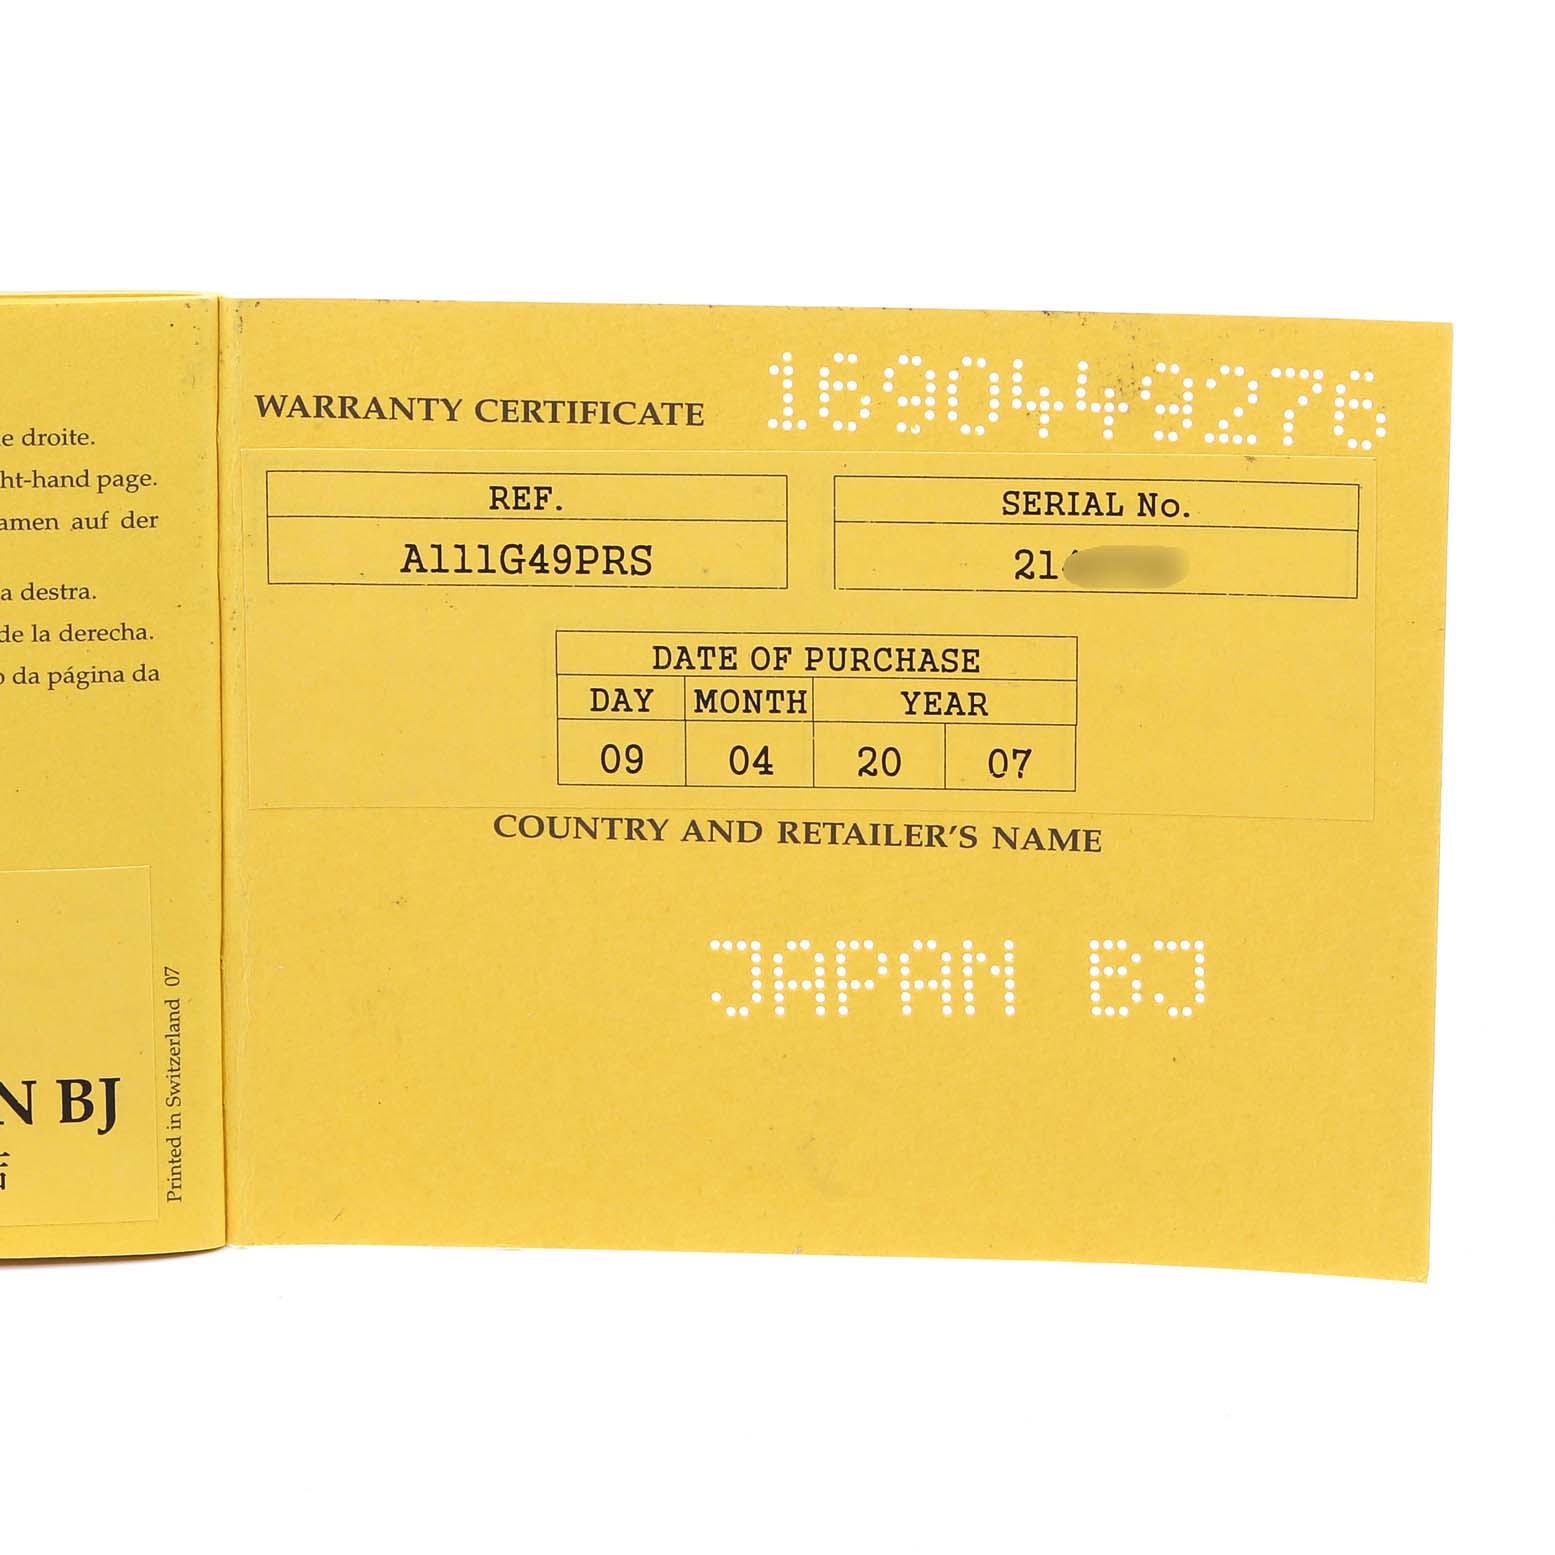 e droite.
ht-hand page.
amen auf der
a destra.
de la derecha.
da página da
N BJ
Printed in Switzerland 07
WARRANTY CERTIFICATE
1690449276
REF.
A111G49PRS
SERIAL No.
21
DATE OF PURCHASE
DAY MONTH YEAR
09 04 20 07
COUNTRY AND RETAILER'S NAME
JAPAN BJ